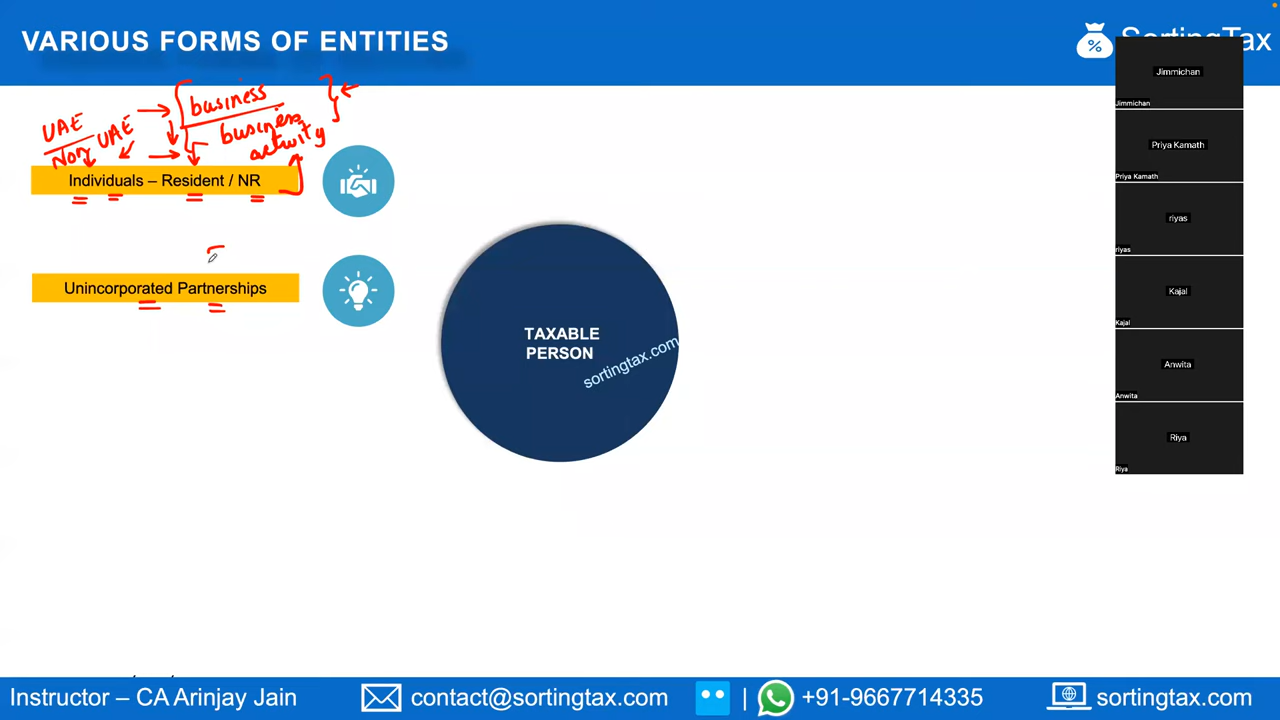 VARIOUS FORMS OF ENTITIES
%
SortingTax
business
business
activity
UAE
Non UAE
Individuals – Resident / NR
Unincorporated Partnerships
TAXABLE
PERSON
sortingtax.com
Jimmichan
Jimmichan
Priya Kamath
Priya Kamath
riyas
riyas
Kajal
Kajal
Anwita
Anwita
Riya
Riya
Instructor – CA Arinjay Jain
contact@sortingtax.com
|
+91-9667714335
sortingtax.com